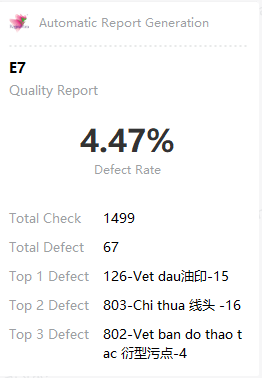 Automatic Report Generation
E7
Quality Report
4.47%
Defect Rate
Total Check 1499
Total Defect 67
Top 1 Defect 126-Vet dau油印-15
Top 2 Defect 803-Chi thua 线头 -16
Top 3 Defect 802-Vet ban do thao t
ac 衍型污点-4